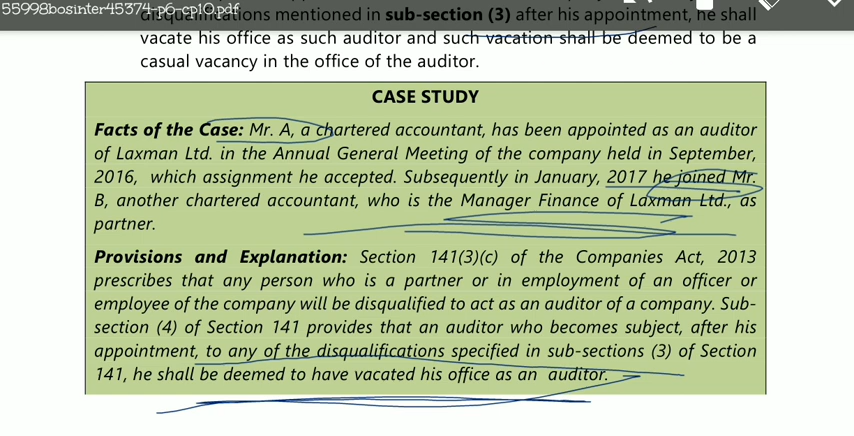 55998bosinter45374-p6-cp10.pdf
disqualifications mentioned in sub-section (3) after his appointment, he shall
vacate his office as such auditor and such vacation shall be deemed to be a
casual vacancy in the office of the auditor.
CASE STUDY
Facts of the Case: Mr. A, a chartered accountant, has been appointed as an auditor
of Laxman Ltd. in the Annual General Meeting of the company held in September,
2016, which assignment he accepted. Subsequently in January, 2017 he joined Mr.
B, another chartered accountant, who is the Manager Finance of Laxman Ltd., as
partner.
Provisions and Explanation: Section 141(3)(c) of the Companies Act, 2013
prescribes that any person who is a partner or in employment of an officer or
employee of the company will be disqualified to act as an auditor of a company. Sub-
section (4) of Section 141 provides that an auditor who becomes subject, after his
appointment, to any of the disqualifications specified in sub-sections (3) of Section
141, he shall be deemed to have vacated his office as an auditor.